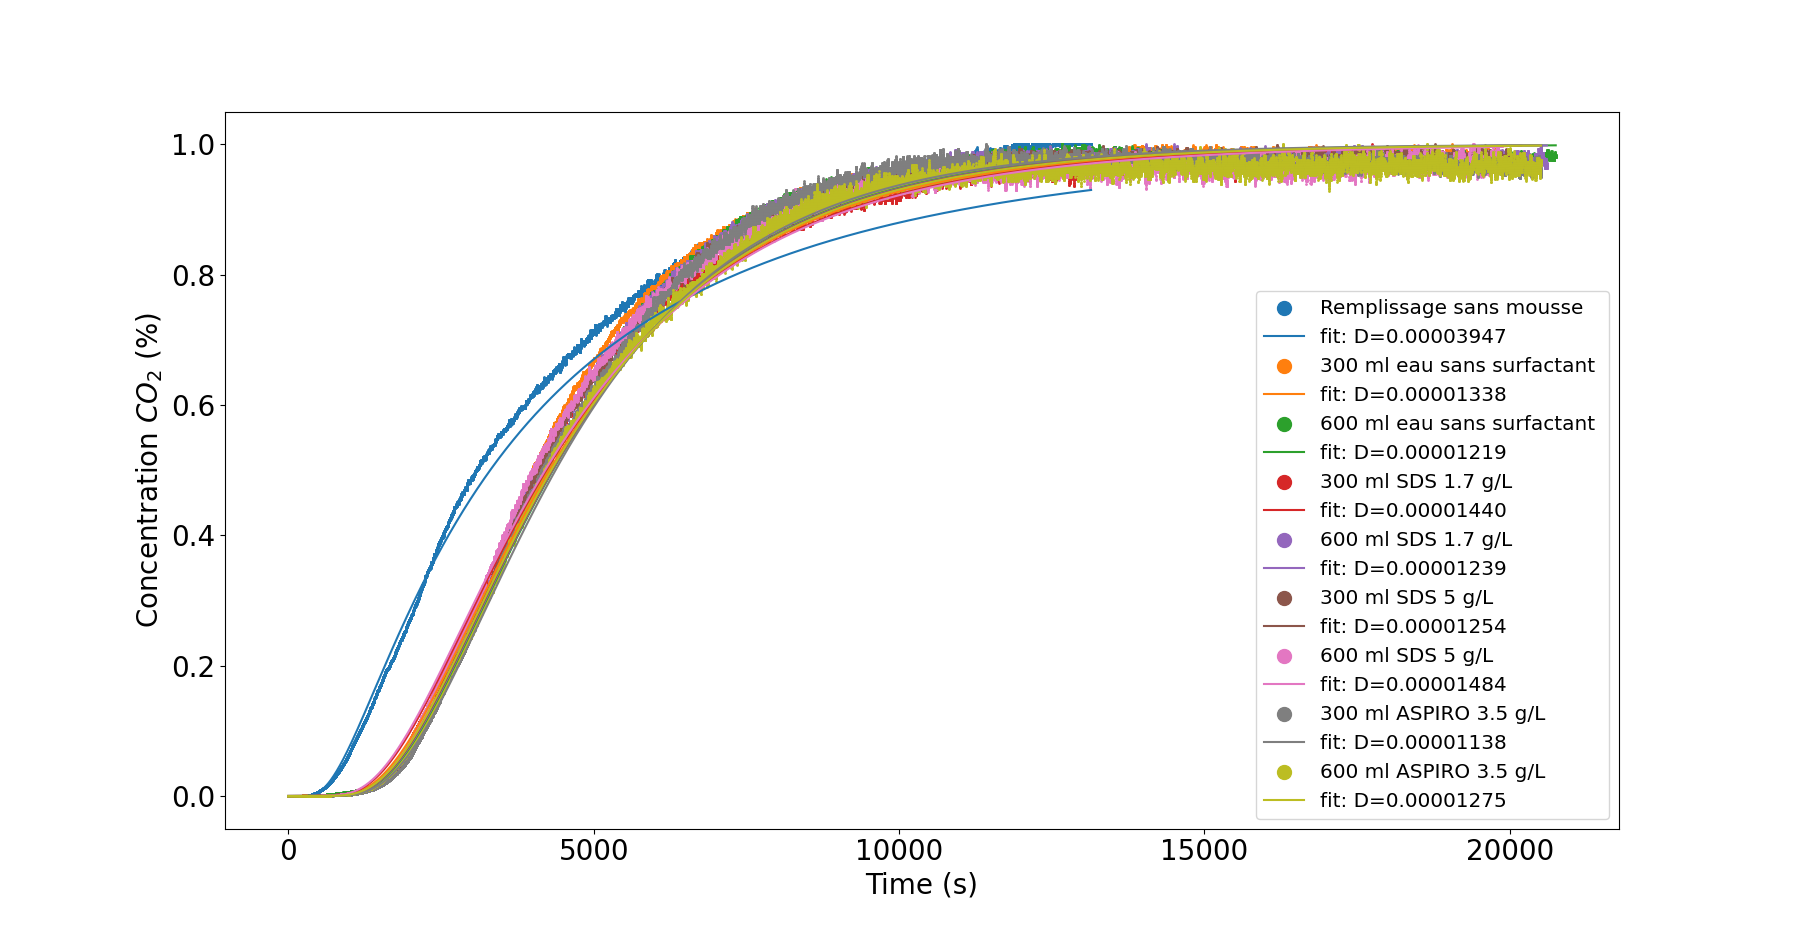 1.0
0.8
0.6
0.4
0.2
0.0
Concentration CO2 (%)
0 5000 10000 15000 20000
Time (s)
Remplissage sans mousse
fit: D=0.00003947
300 ml eau sans surfactant
fit: D=0.00001338
600 ml eau sans surfactant
fit: D=0.00001219
300 ml SDS 1.7 g/L
fit: D=0.00001440
600 ml SDS 1.7 g/L
fit: D=0.00001239
300 ml SDS 5 g/L
fit: D=0.00001254
600 ml SDS 5 g/L
fit: D=0.00001484
300 ml ASPIRO 3.5 g/L
fit: D=0.00001138
600 ml ASPIRO 3.5 g/L
fit: D=0.00001275